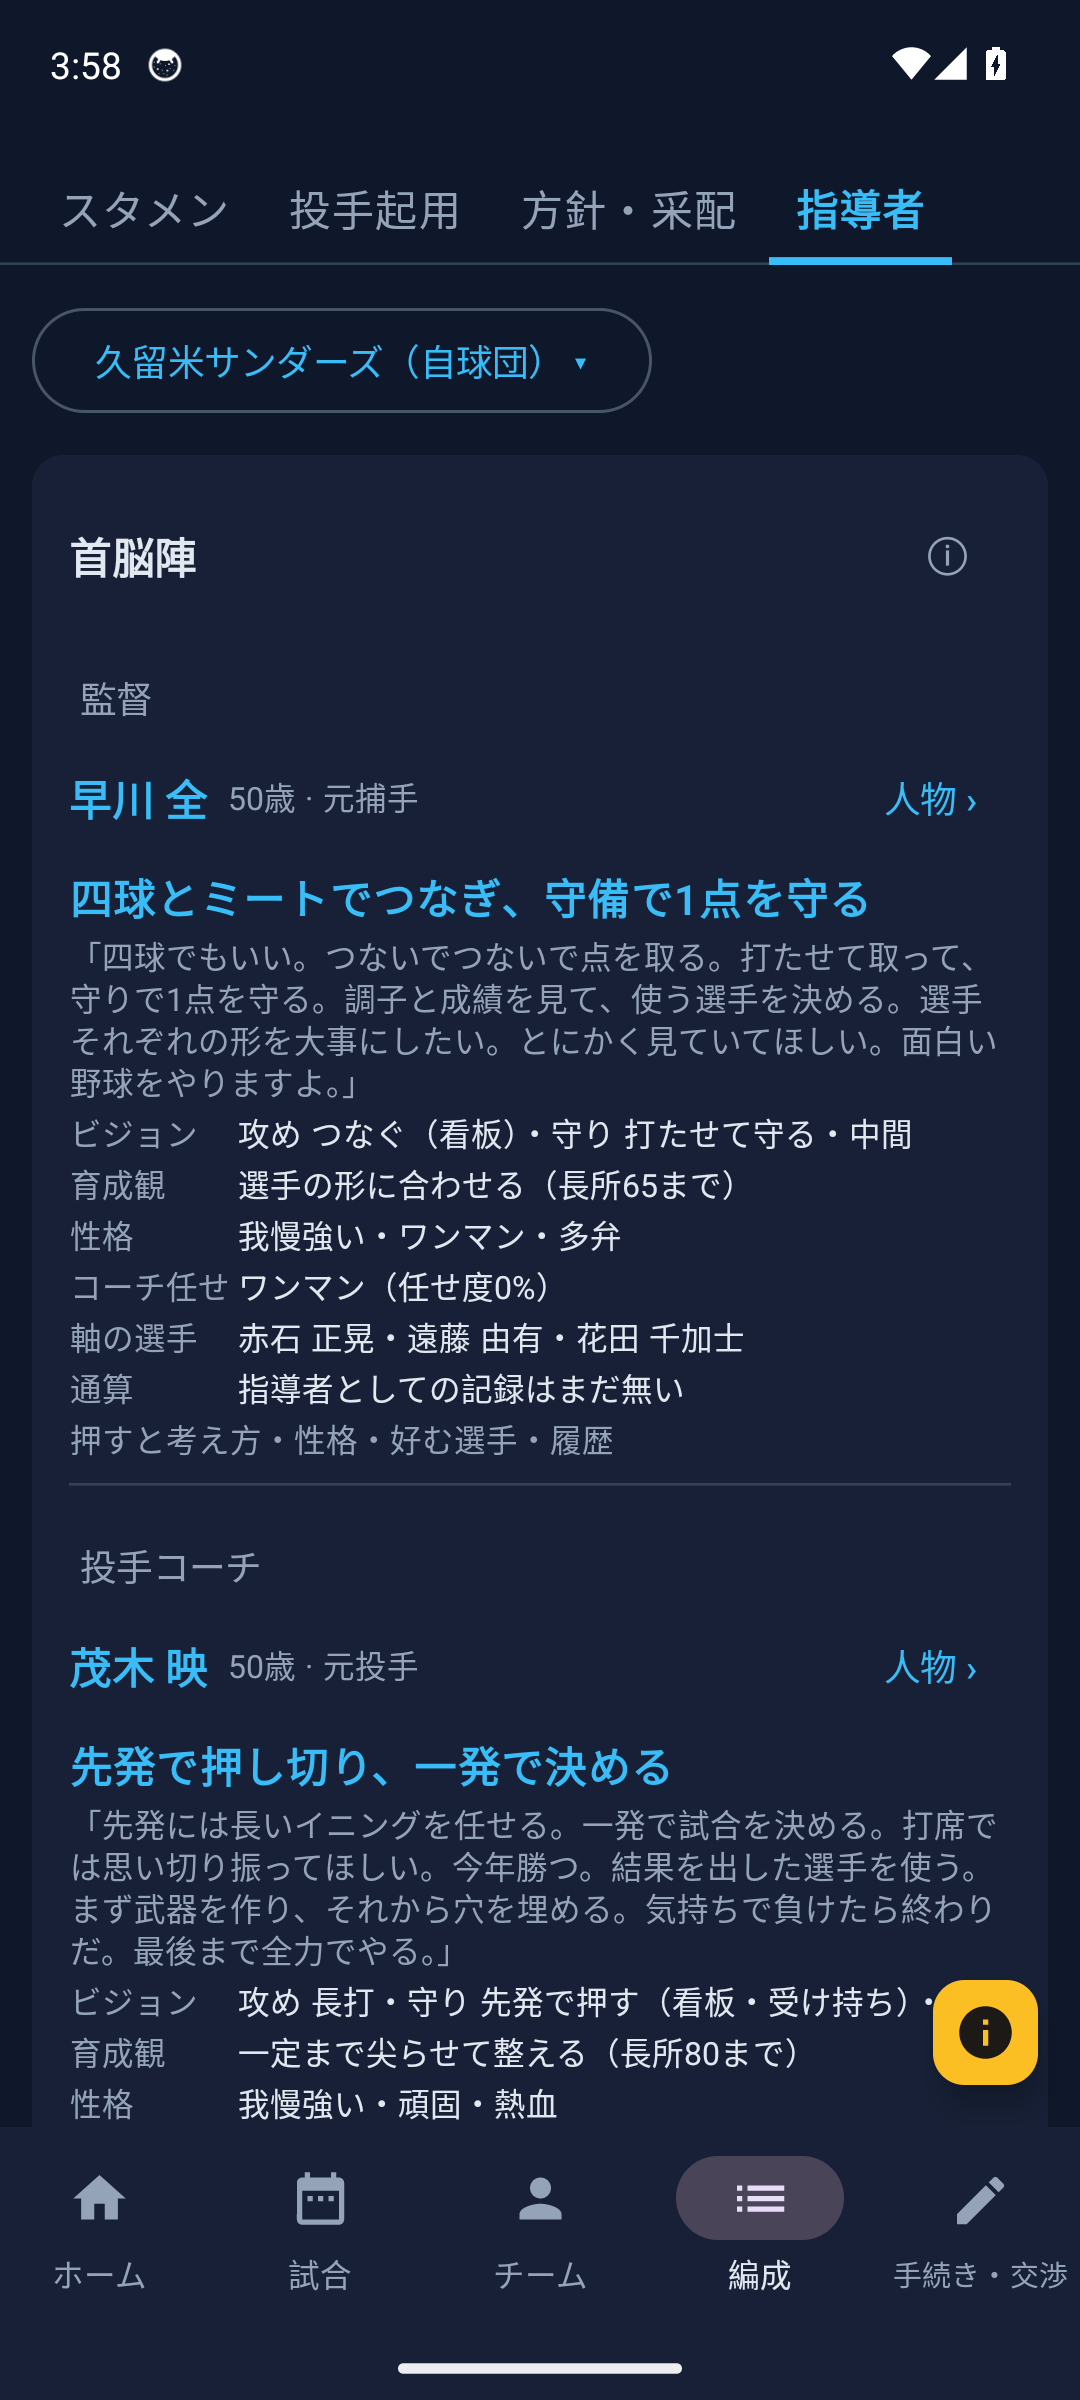 3:58
スタメン 投手起用 方針・采配 指導者
久留米サンダーズ（自球団） ▾
首脳陣
監督
早川 全 50歳 · 元捕手 人物 ›
四球とミートでつなぎ、守備で1点を守る
「四球でもいい。つないでつないで点を取る。打たせて取って、
守りで1点を守る。調子と成績を見て、使う選手を決める。選手
それぞれの形を大事にしたい。とにかく見ていてほしい。面白い
野球をやりますよ。」
ビジョン 攻め つなぐ（看板）・守り 打たせて守る・中間
育成観 選手の形に合わせる（長所65まで）
性格 我慢強い・ワンマン・多弁
コーチ任せ ワンマン（任せ度0%）
軸の選手 赤石 正晃・遠藤 由有・花田 千加士
通算 指導者としての記録はまだ無い
押すと考え方・性格・好む選手・履歴
投手コーチ
茂木 映 50歳 · 元投手 人物 ›
先発で押し切り、一発で決める
「先発には長いイニングを任せる。一発で試合を決める。打席で
は思い切り振ってほしい。今年勝つ。結果を出した選手を使う。
まず武器を作り、それから穴を埋める。気持ちで負けたら終わり
だ。最後まで全力でやる。」
ビジョン 攻め 長打・守り 先発で押す（看板・受け持ち）・
育成観 一定まで尖らせて整える（長所80まで）
性格 我慢強い・頑固・熱血
ホーム 試合 チーム 編成 手続き・交渉